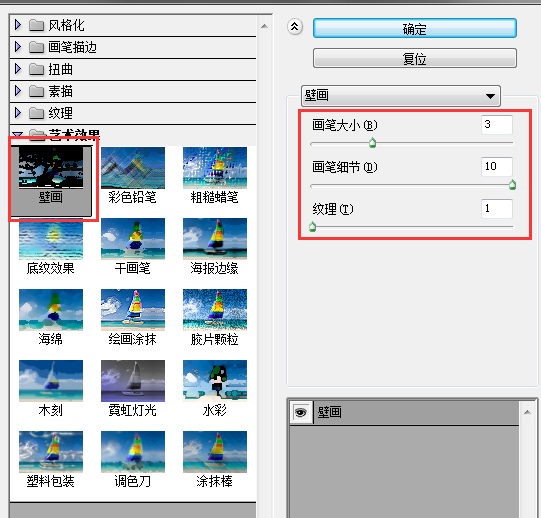 风格化
画笔描边
扭曲
素描
纹理
艺术效果
壁画 彩色铅笔 粗糙蜡笔
底纹效果 干画笔 海报边缘
海绵 绘画涂抹 胶片颗粒
木刻 霓虹灯光 水彩
塑料包装 调色刀 涂抹棒
确定
复位
壁画
画笔大小(B) 3
画笔细节(D) 10
纹理(T) 1
壁画